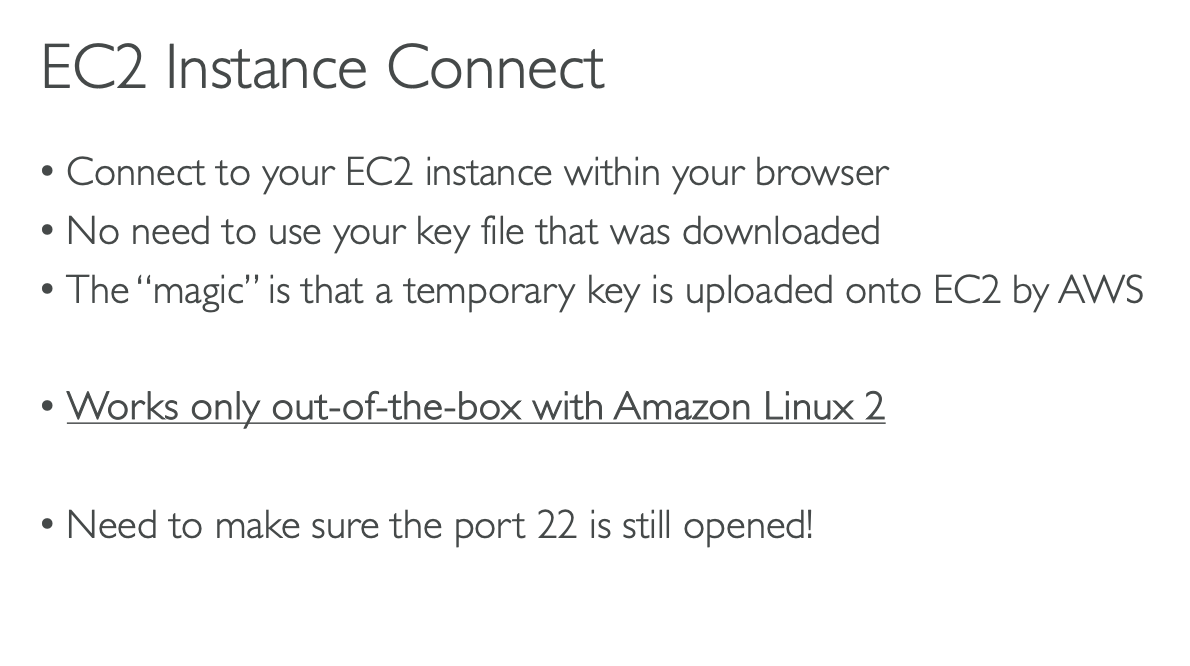 EC2 Instance Connect
• Connect to your EC2 instance within your browser
• No need to use your key file that was downloaded
• The “magic” is that a temporary key is uploaded onto EC2 by AWS
• Works only out-of-the-box with Amazon Linux 2
• Need to make sure the port 22 is still opened!